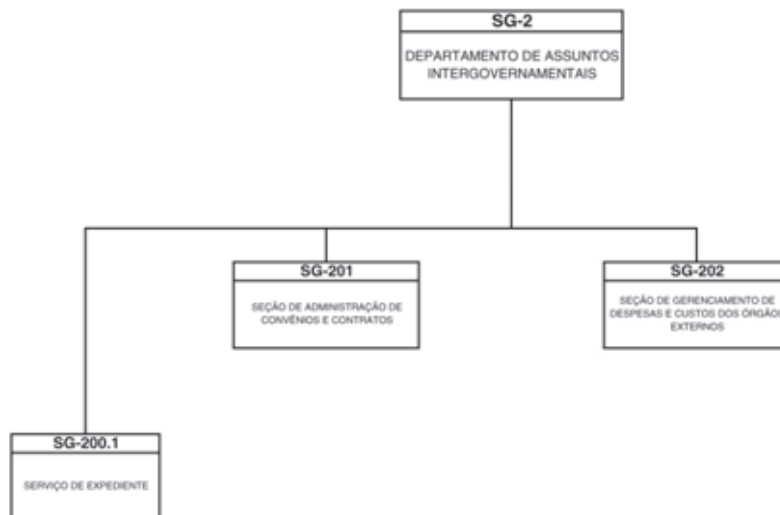 SG-2
DEPARTAMENTO DE ASSUNTOS
INTERGOVERNAMENTAIS
SG-201
SEÇÃO DE ADMINISTRAÇÃO DE
CONVÊNIOS E CONTRATOS
SG-202
SEÇÃO DE GERENCIAMENTO DE
DESPESAS E CUSTOS DOS ÓRGÃOS
EXTERNOS
SG-200.1
SERVIÇO DE EXPEDIENTE